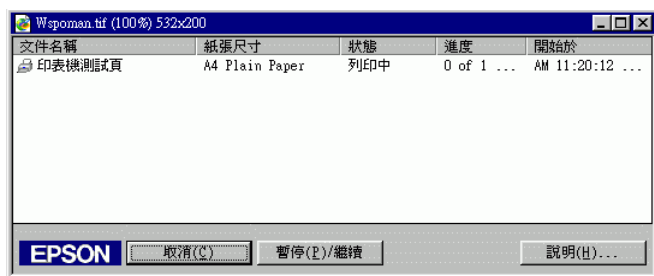 Wspoman.tif (100%) 532x200
文件名稱 紙張尺寸 狀態 進度 開始於
印表機測試頁 A4 Plain Paper 列印中 0 of 1 ... AM 11:20:12 ...
EPSON 取消(C) 暫停(P)/繼續 說明(H)...